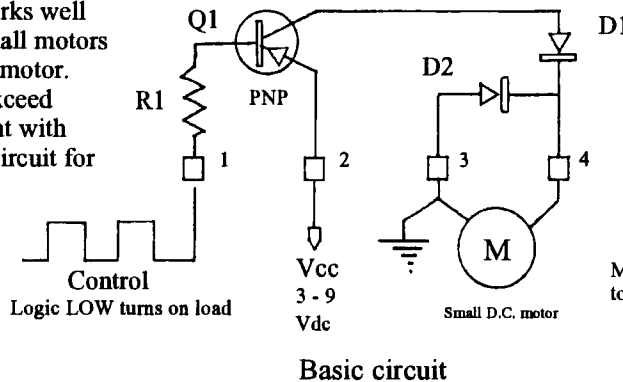 rks well
all motors
motor.
xceed
nt with
ircuit for
Q1
D1
D2
R1
PNP
1
2
3
4
M
Control
Logic LOW turns on load
Vcc
3 - 9
Vdc
Small D.C. motor
M
to
Basic circuit